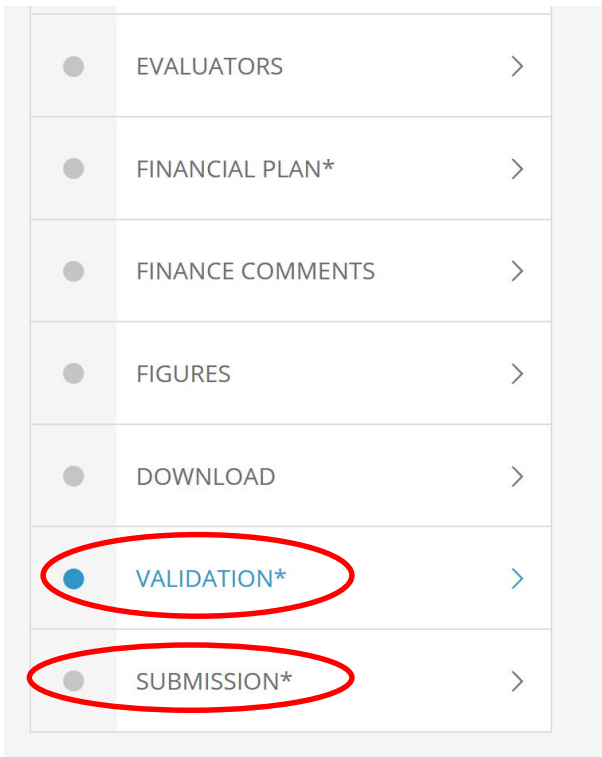 EVALUATORS
FINANCIAL PLAN*
FINANCE COMMENTS
FIGURES
DOWNLOAD
VALIDATION*
SUBMISSION*